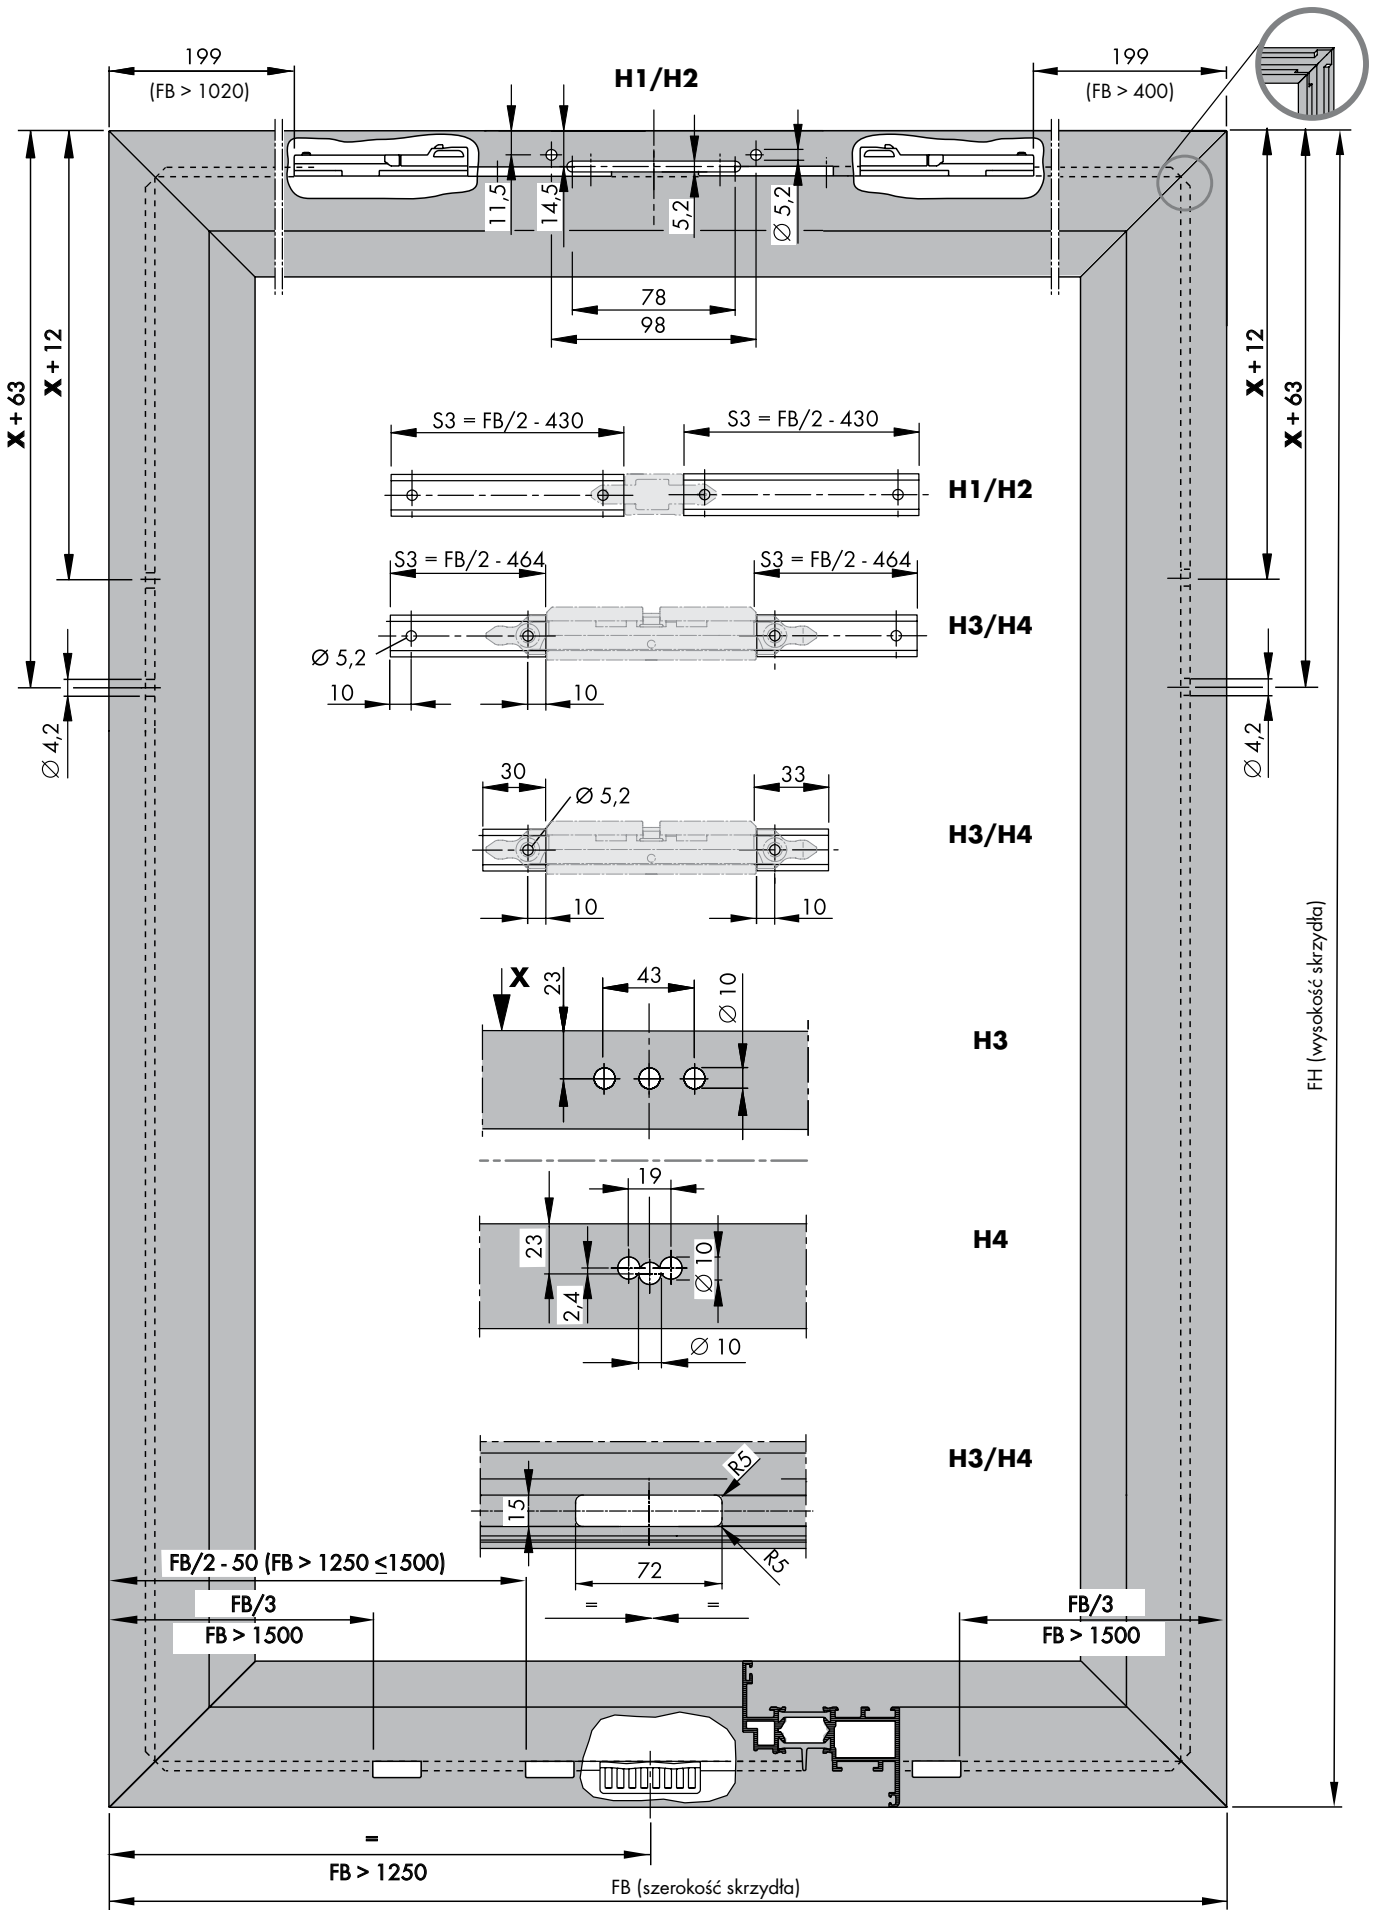 199
(FB > 1020)
H1/H2
199
(FB > 400)
11,5
14,5
5,2
Ø 5,2
78
98
X + 12
X + 63
X + 12
X + 63
S3 = FB/2 - 430
S3 = FB/2 - 430
H1/H2
S3 = FB/2 - 464
S3 = FB/2 - 464
H3/H4
Ø 5,2
10
10
Ø 4,2
Ø 4,2
30
33
Ø 5,2
H3/H4
10
10
FH (wysokość skrzydła)
X
23
43
Ø 10
H3
19
23
2,4
Ø 10
H4
Ø 10
H3/H4
R5
15
R5
72
= =
FB/2 - 50 (FB > 1250 ≤1500)
FB/3
FB > 1500
FB/3
FB > 1500
=
FB > 1250
FB (szerokość skrzydła)